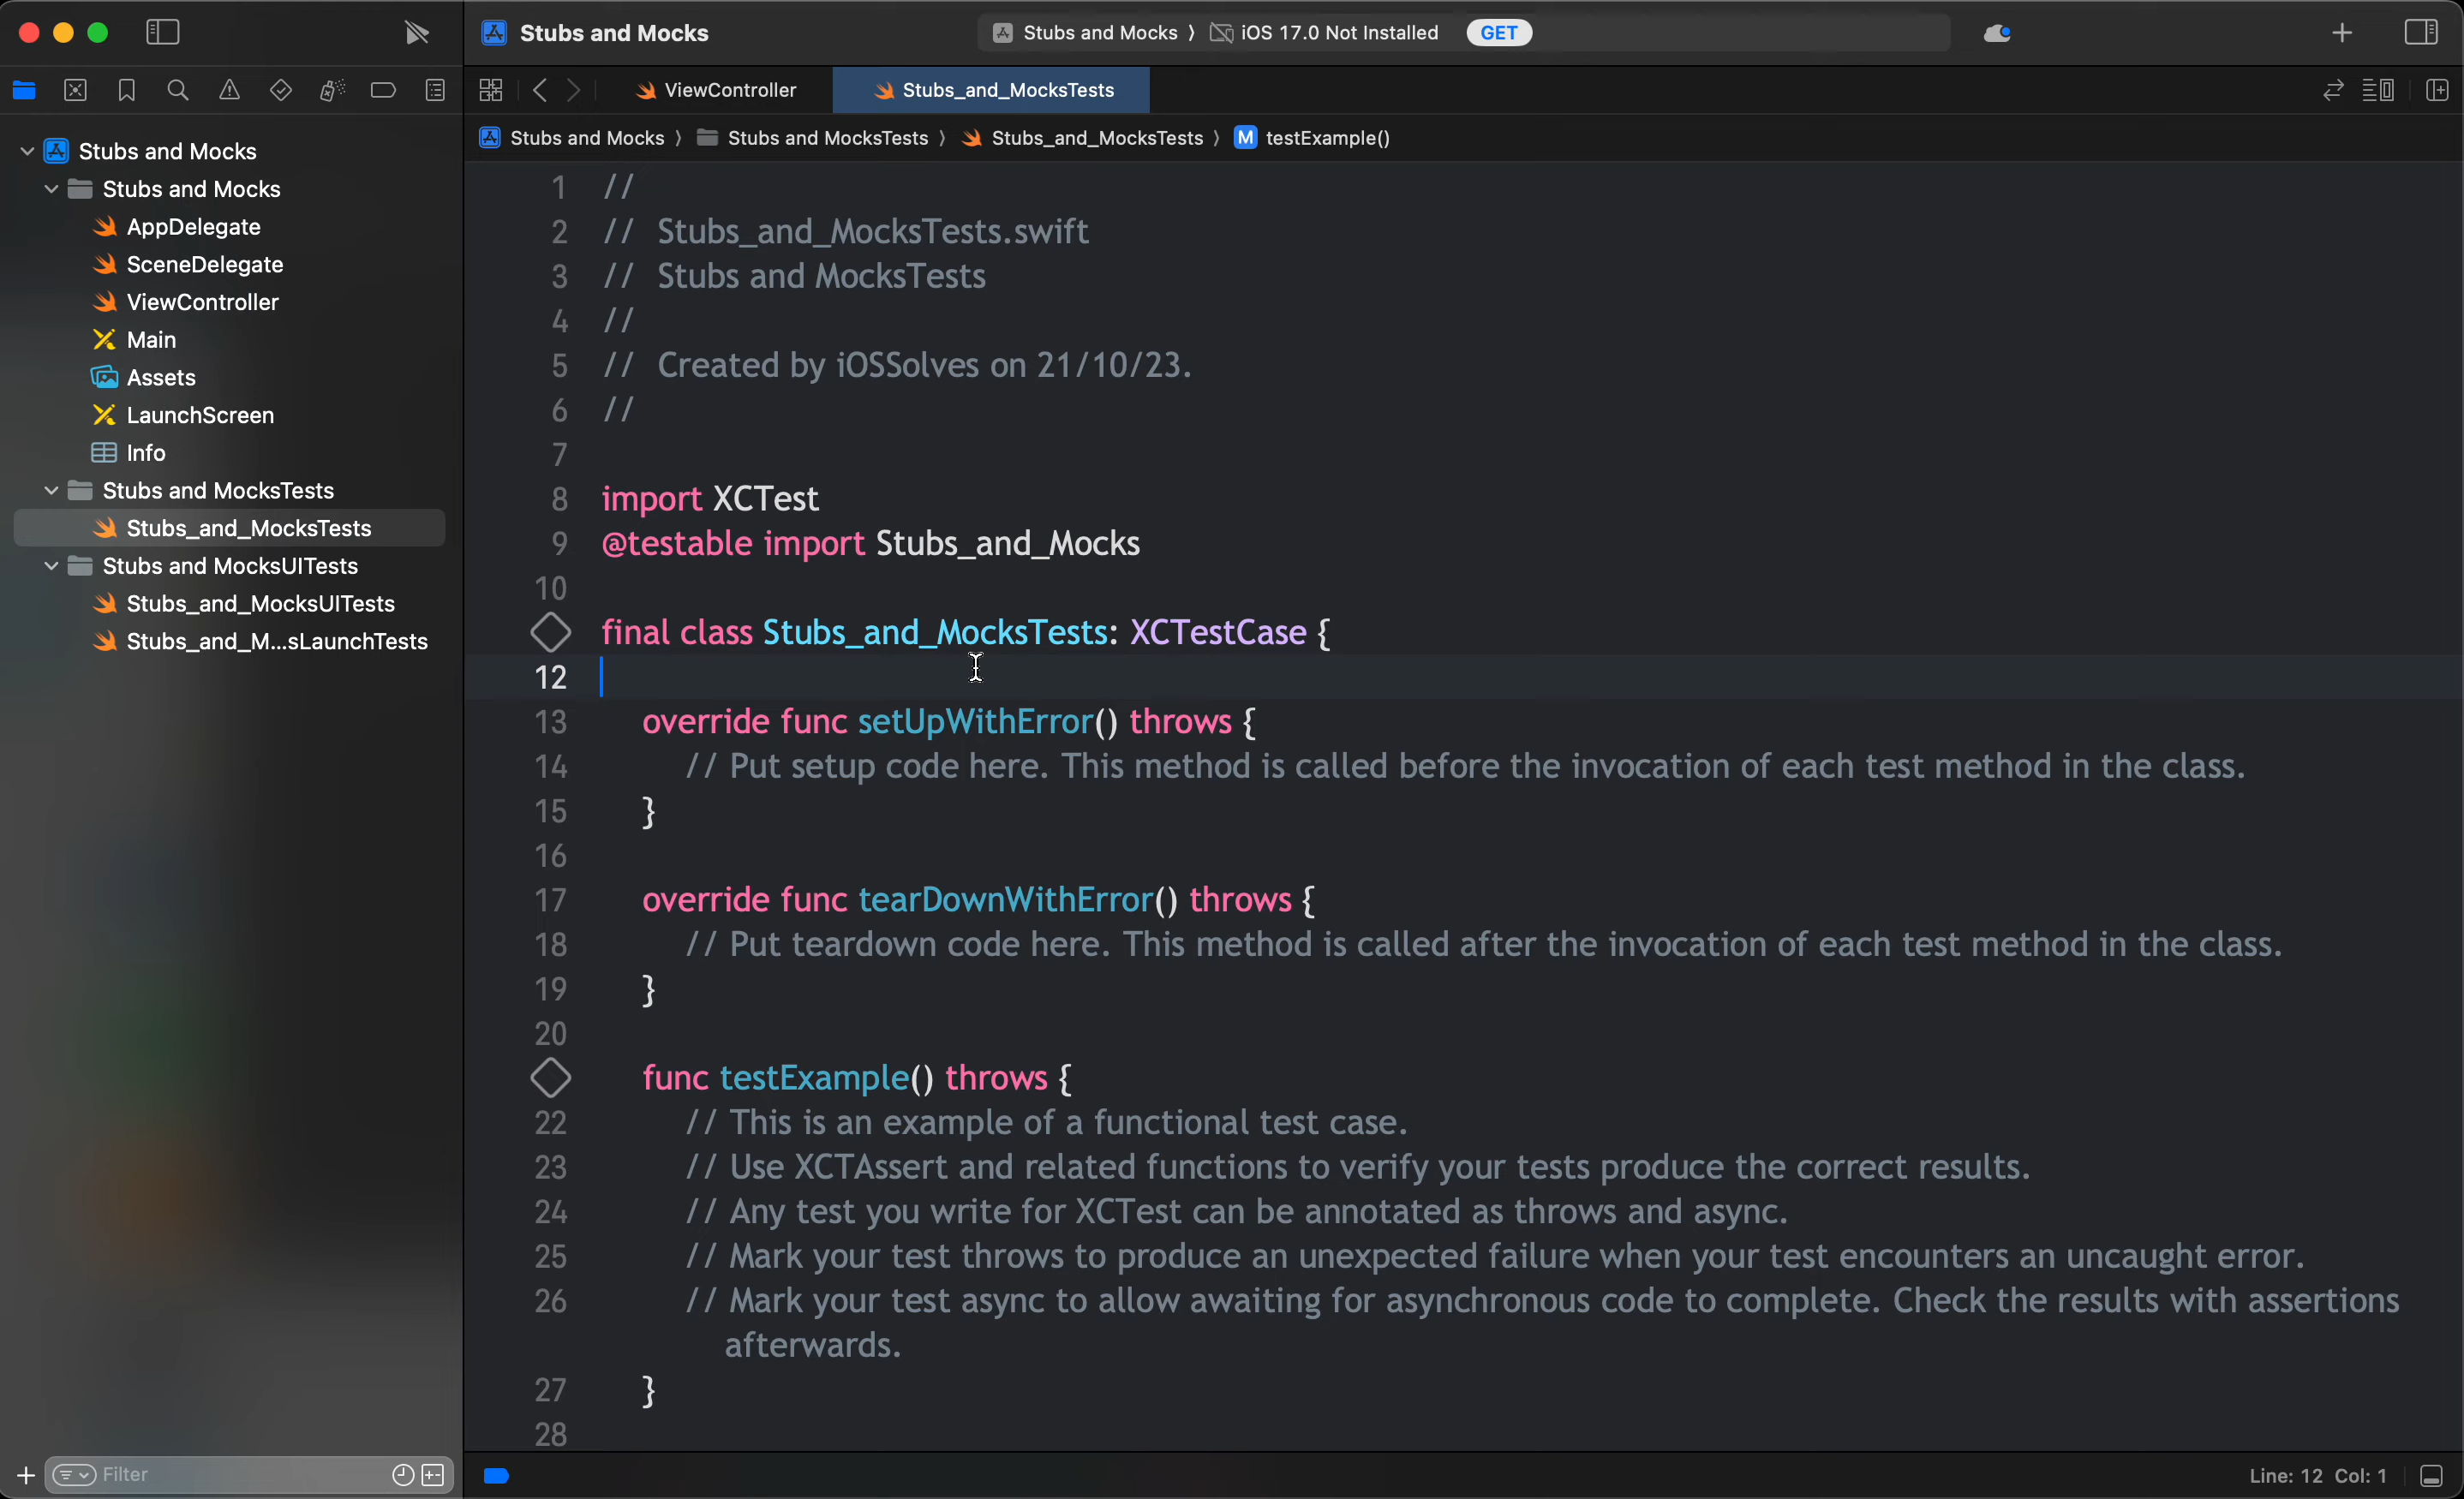 Stubs and Mocks
Stubs and Mocks
iOS 17.0 Not Installed
GET
ViewController
Stubs_and_MocksTests
Stubs and Mocks
Stubs and MocksTests
Stubs_and_MocksTests
M
testExample()
Stubs and Mocks
Stubs and Mocks
AppDelegate
SceneDelegate
ViewController
Main
Assets
LaunchScreen
Info
Stubs and MocksTests
Stubs_and_MocksTests
Stubs and MocksUITests
Stubs_and_MocksUITests
Stubs_and_M...sLaunchTests
Filter
1 //
2 // Stubs_and_MocksTests.swift
3 // Stubs and MocksTests
4 //
5 // Created by iOSSolves on 21/10/23.
6 //
7
8 import XCTest
9 @testable import Stubs_and_Mocks
10
final class Stubs_and_MocksTests: XCTestCase {
12
13 override func setUpWithError() throws {
14 // Put setup code here. This method is called before the invocation of each test method in the class.
15 }
16
17 override func tearDownWithError() throws {
18 // Put teardown code here. This method is called after the invocation of each test method in the class.
19 }
20
func testExample() throws {
22 // This is an example of a functional test case.
23 // Use XCTAssert and related functions to verify your tests produce the correct results.
24 // Any test you write for XCTest can be annotated as throws and async.
25 // Mark your test throws to produce an unexpected failure when your test encounters an uncaught error.
26 // Mark your test async to allow awaiting for asynchronous code to complete. Check the results with assertions
afterwards.
27 }
28
Line: 12 Col: 1